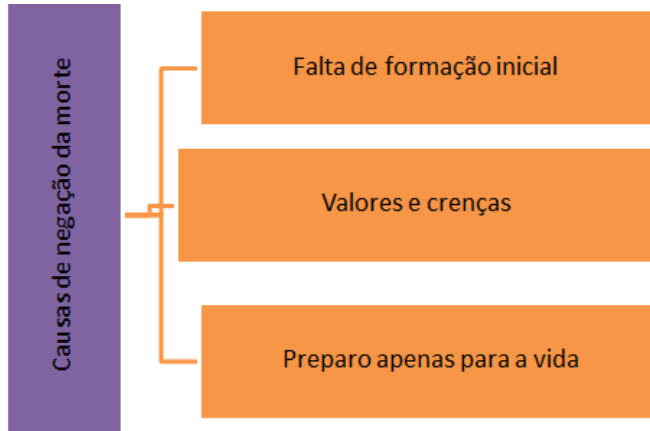 Causas de negação da morte
Falta de formação inicial
Valores e crenças
Preparo apenas para a vida